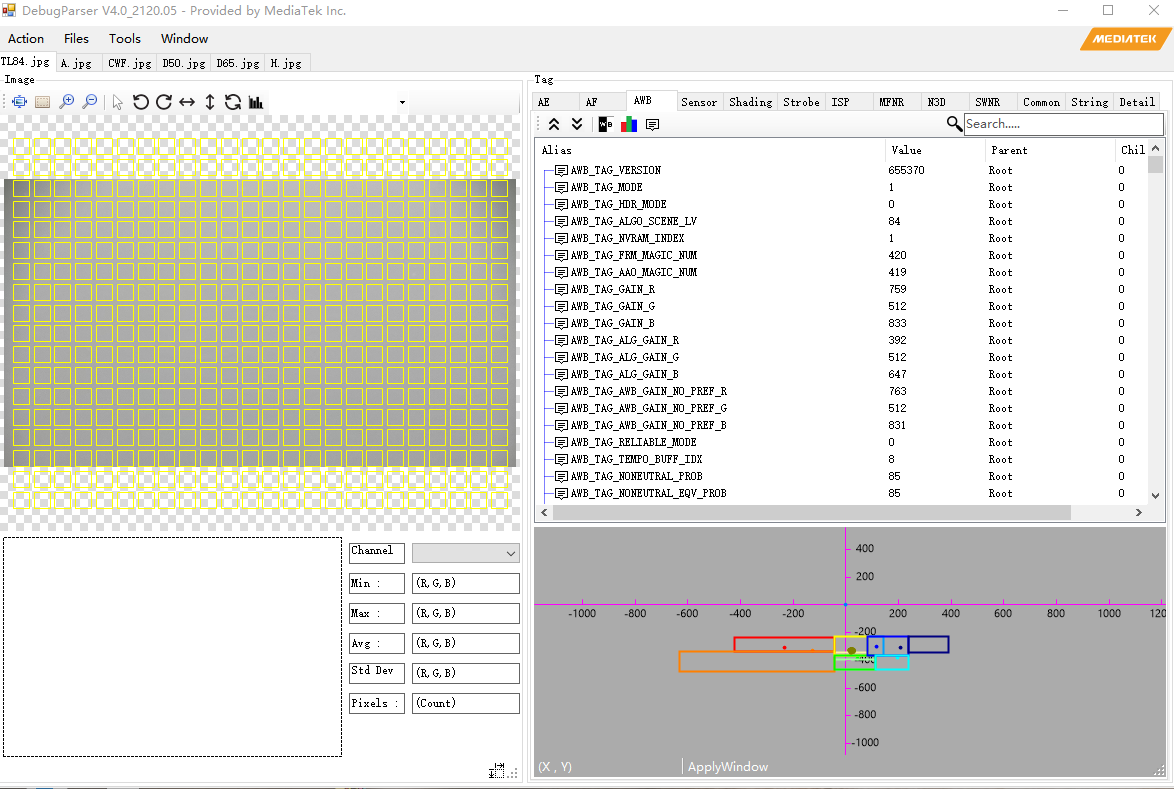 DebugParser V4.0_2120.05 - Provided by MediaTek Inc.
Action Files Tools Window
MEDIATEK
TL84.jpg A.jpg CWF.jpg D50.jpg D65.jpg H.jpg
Image
Tag
AE AF AWB Sensor Shading Strobe ISP MFNR N3D SWNR Common String Detail
Search.....
Alias Value Parent Chil
AWB_TAG_VERSION 655370 Root 0
AWB_TAG_MODE 1 Root 0
AWB_TAG_HDR_MODE 0 Root 0
AWB_TAG_ALGO_SCENE_LV 84 Root 0
AWB_TAG_NVRAM_INDEX 1 Root 0
AWB_TAG_FRM_MAGIC_NUM 420 Root 0
AWB_TAG_AAO_MAGIC_NUM 419 Root 0
AWB_TAG_GAIN_R 759 Root 0
AWB_TAG_GAIN_G 512 Root 0
AWB_TAG_GAIN_B 833 Root 0
AWB_TAG_ALG_GAIN_R 392 Root 0
AWB_TAG_ALG_GAIN_G 512 Root 0
AWB_TAG_ALG_GAIN_B 647 Root 0
AWB_TAG_AWB_GAIN_NO_PREF_R 763 Root 0
AWB_TAG_AWB_GAIN_NO_PREF_G 512 Root 0
AWB_TAG_AWB_GAIN_NO_PREF_B 831 Root 0
AWB_TAG_RELIABLE_MODE 0 Root 0
AWB_TAG_TEMPO_BUFF_IDX 8 Root 0
AWB_TAG_NONEUTRAL_PROB 85 Root 0
AWB_TAG_NONEUTRAL_EQV_PROB 85 Root 0
Channel
Min : (R,G,B)
Max : (R,G,B)
Avg : (R,G,B)
Std Dev (R,G,B)
Pixels : (Count)
400
200
-1000 -800 -600 -400 -200 200 400 600 800 1000 120
-200
-400
-600
-800
-1000
(X , Y) ApplyWindow